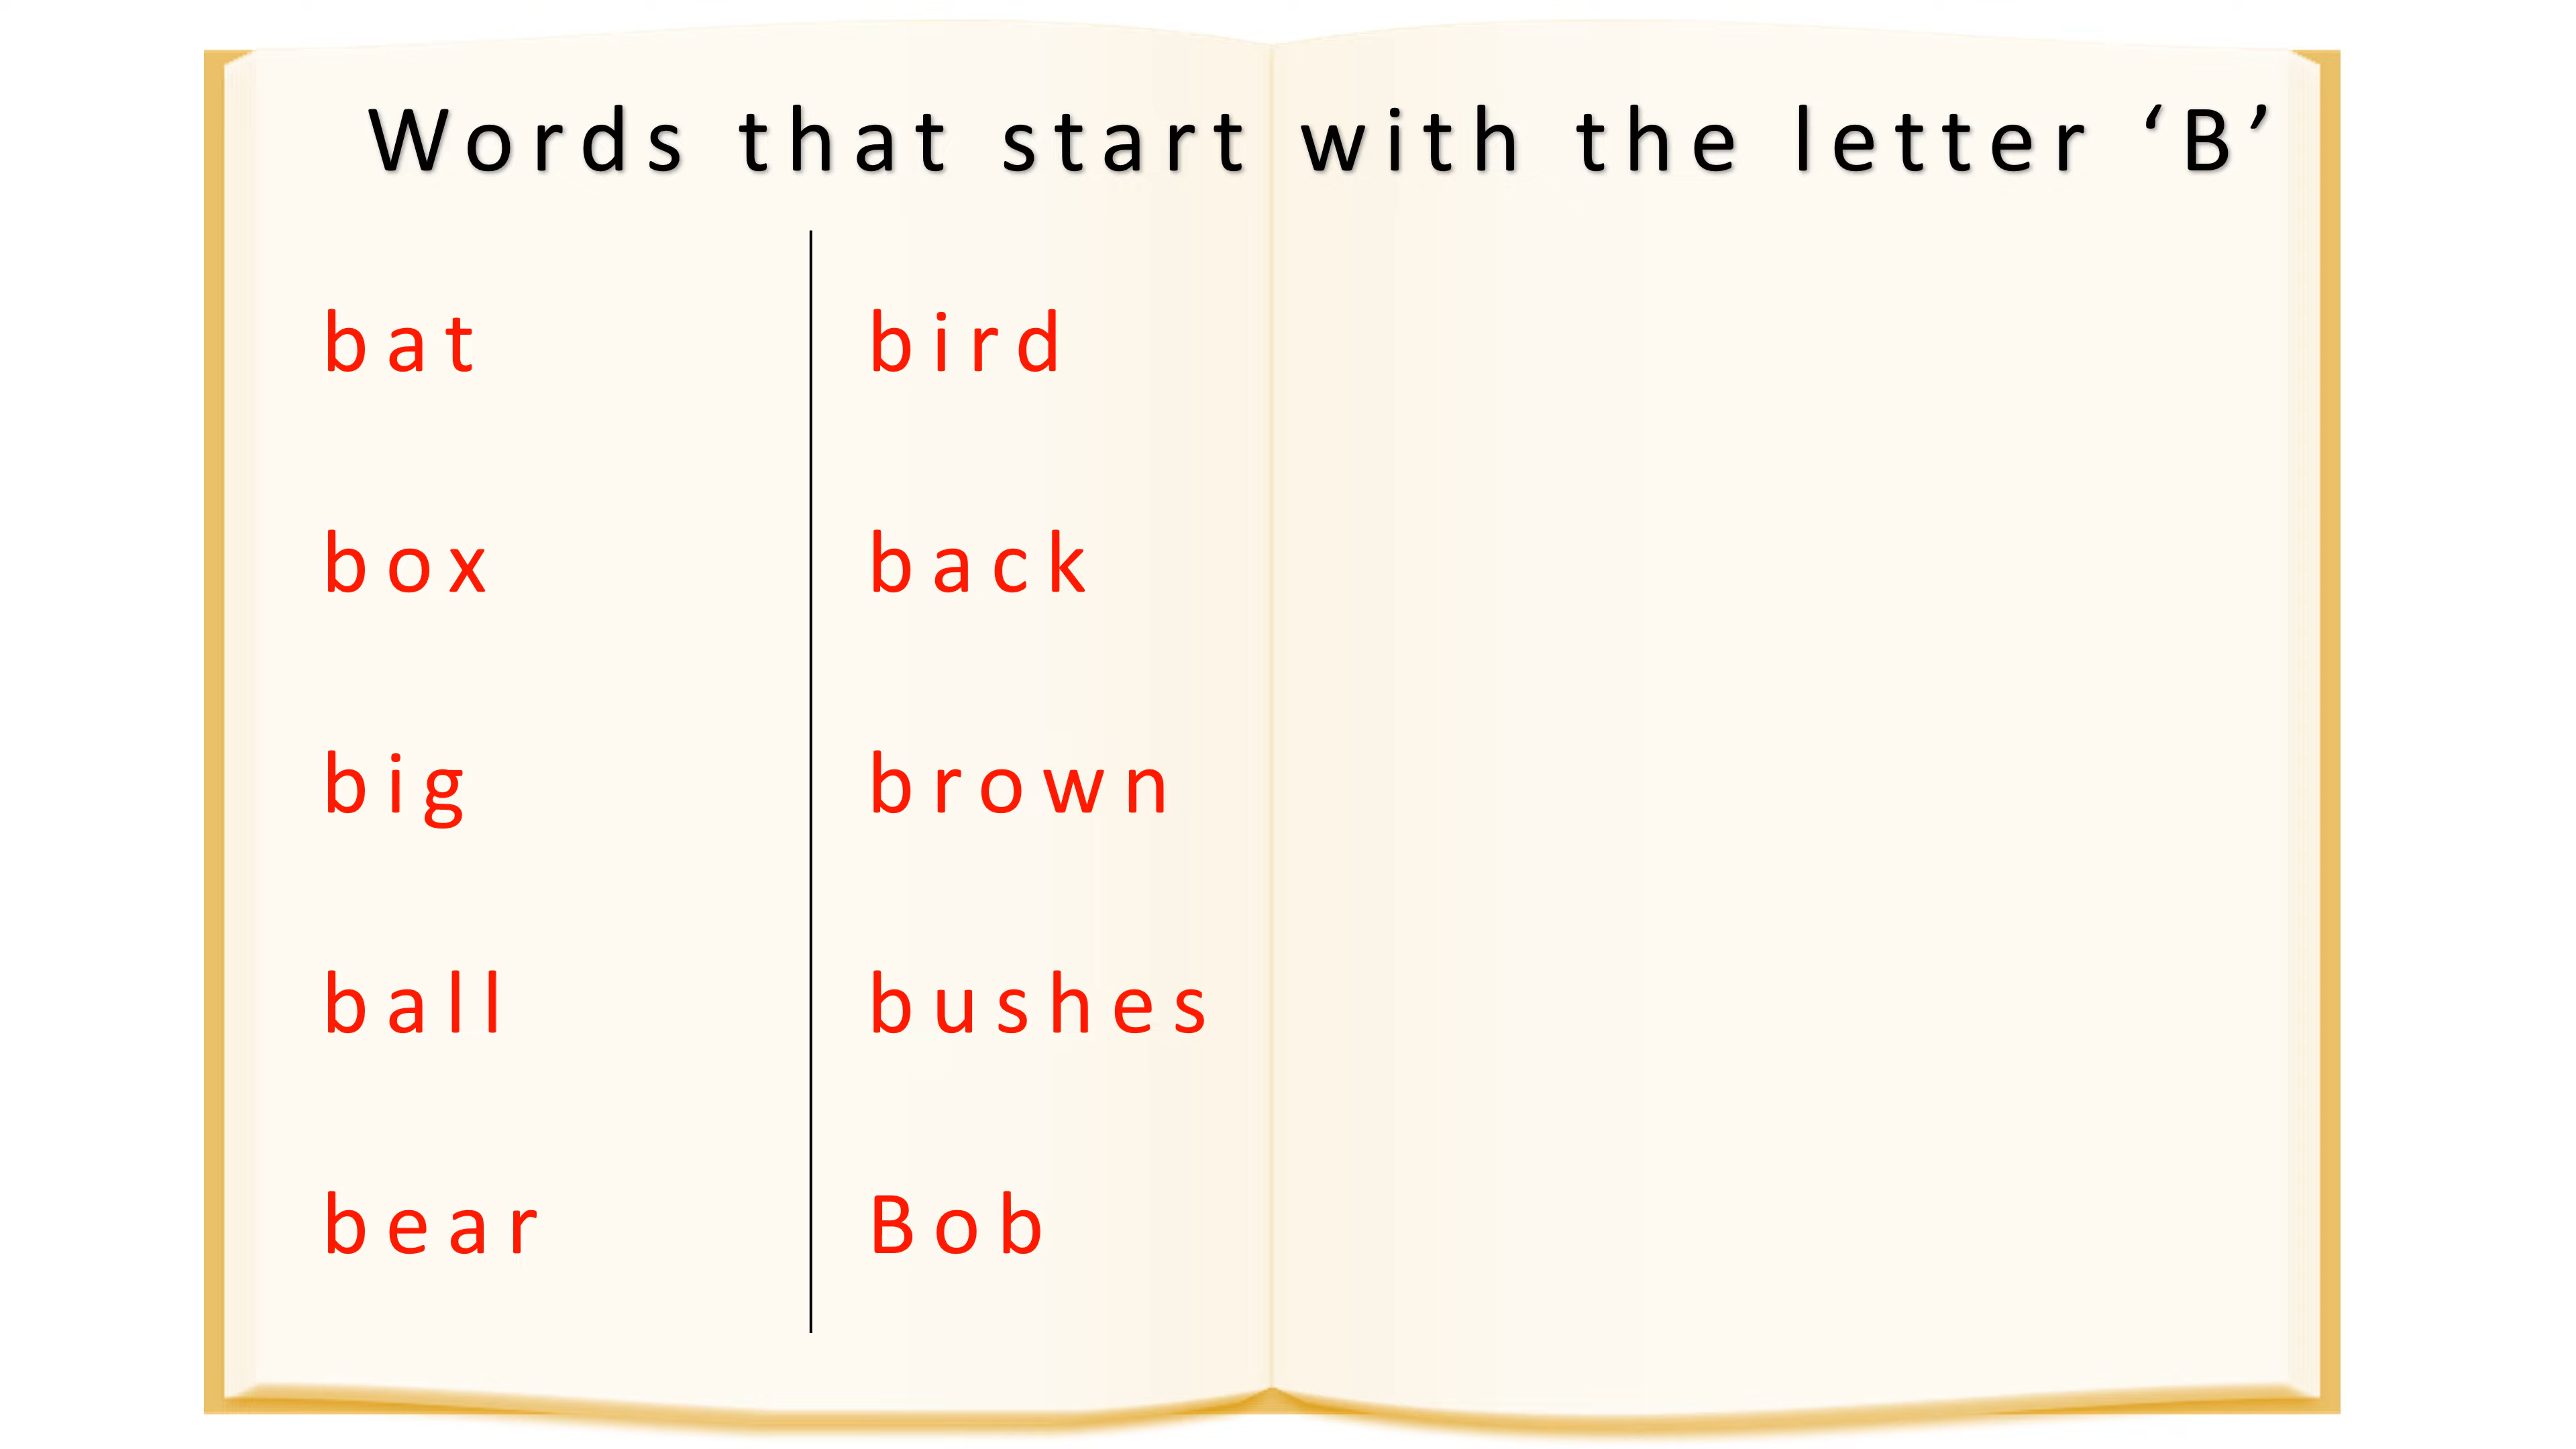 Words that start with the letter ‘B’
bat
box
big
ball
bear
bird
back
brown
bushes
Bob